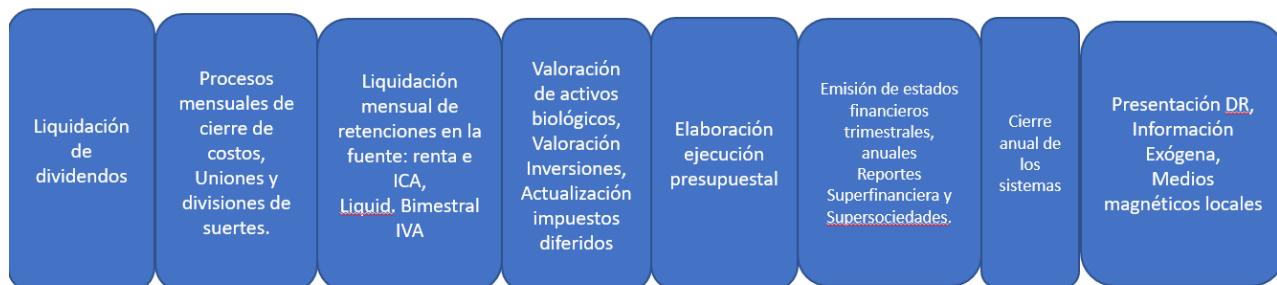 Liquidación
de
dividendos
Procesos
mensuales de
cierre de
costos,
Uniones y
divisiones de
suertes.
Liquidación
mensual de
retenciones en la
fuente: renta e
ICA,
Liquid. Bimestral
IVA
Valoración
de activos
biológicos,
Valoración
Inversiones,
Actualización
impuestos
diferidos
Elaboración
ejecución
presupuestal
Emisión de estados
financieros
trimestrales,
anuales
Reportes
Superfinanciera y
Supersociedades.
Cierre
anual de
los
sistemas
Presentación DR,
Información
Exógena,
Medios
magnéticos locales